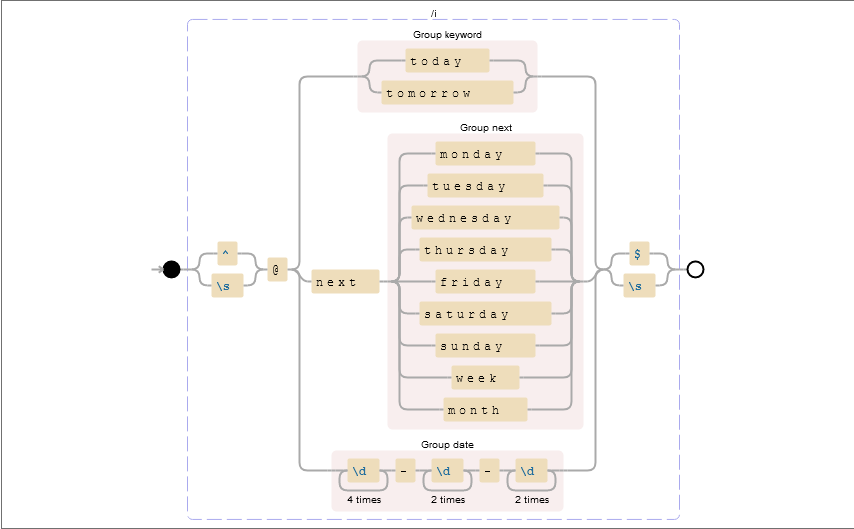 /i
Group keyword
today
tomorrow
Group next
monday
tuesday
wednesday
thursday
^
$
@
\s
next
friday
\s
saturday
sunday
week
month
Group date
\d - \d - \d
4 times 2 times 2 times